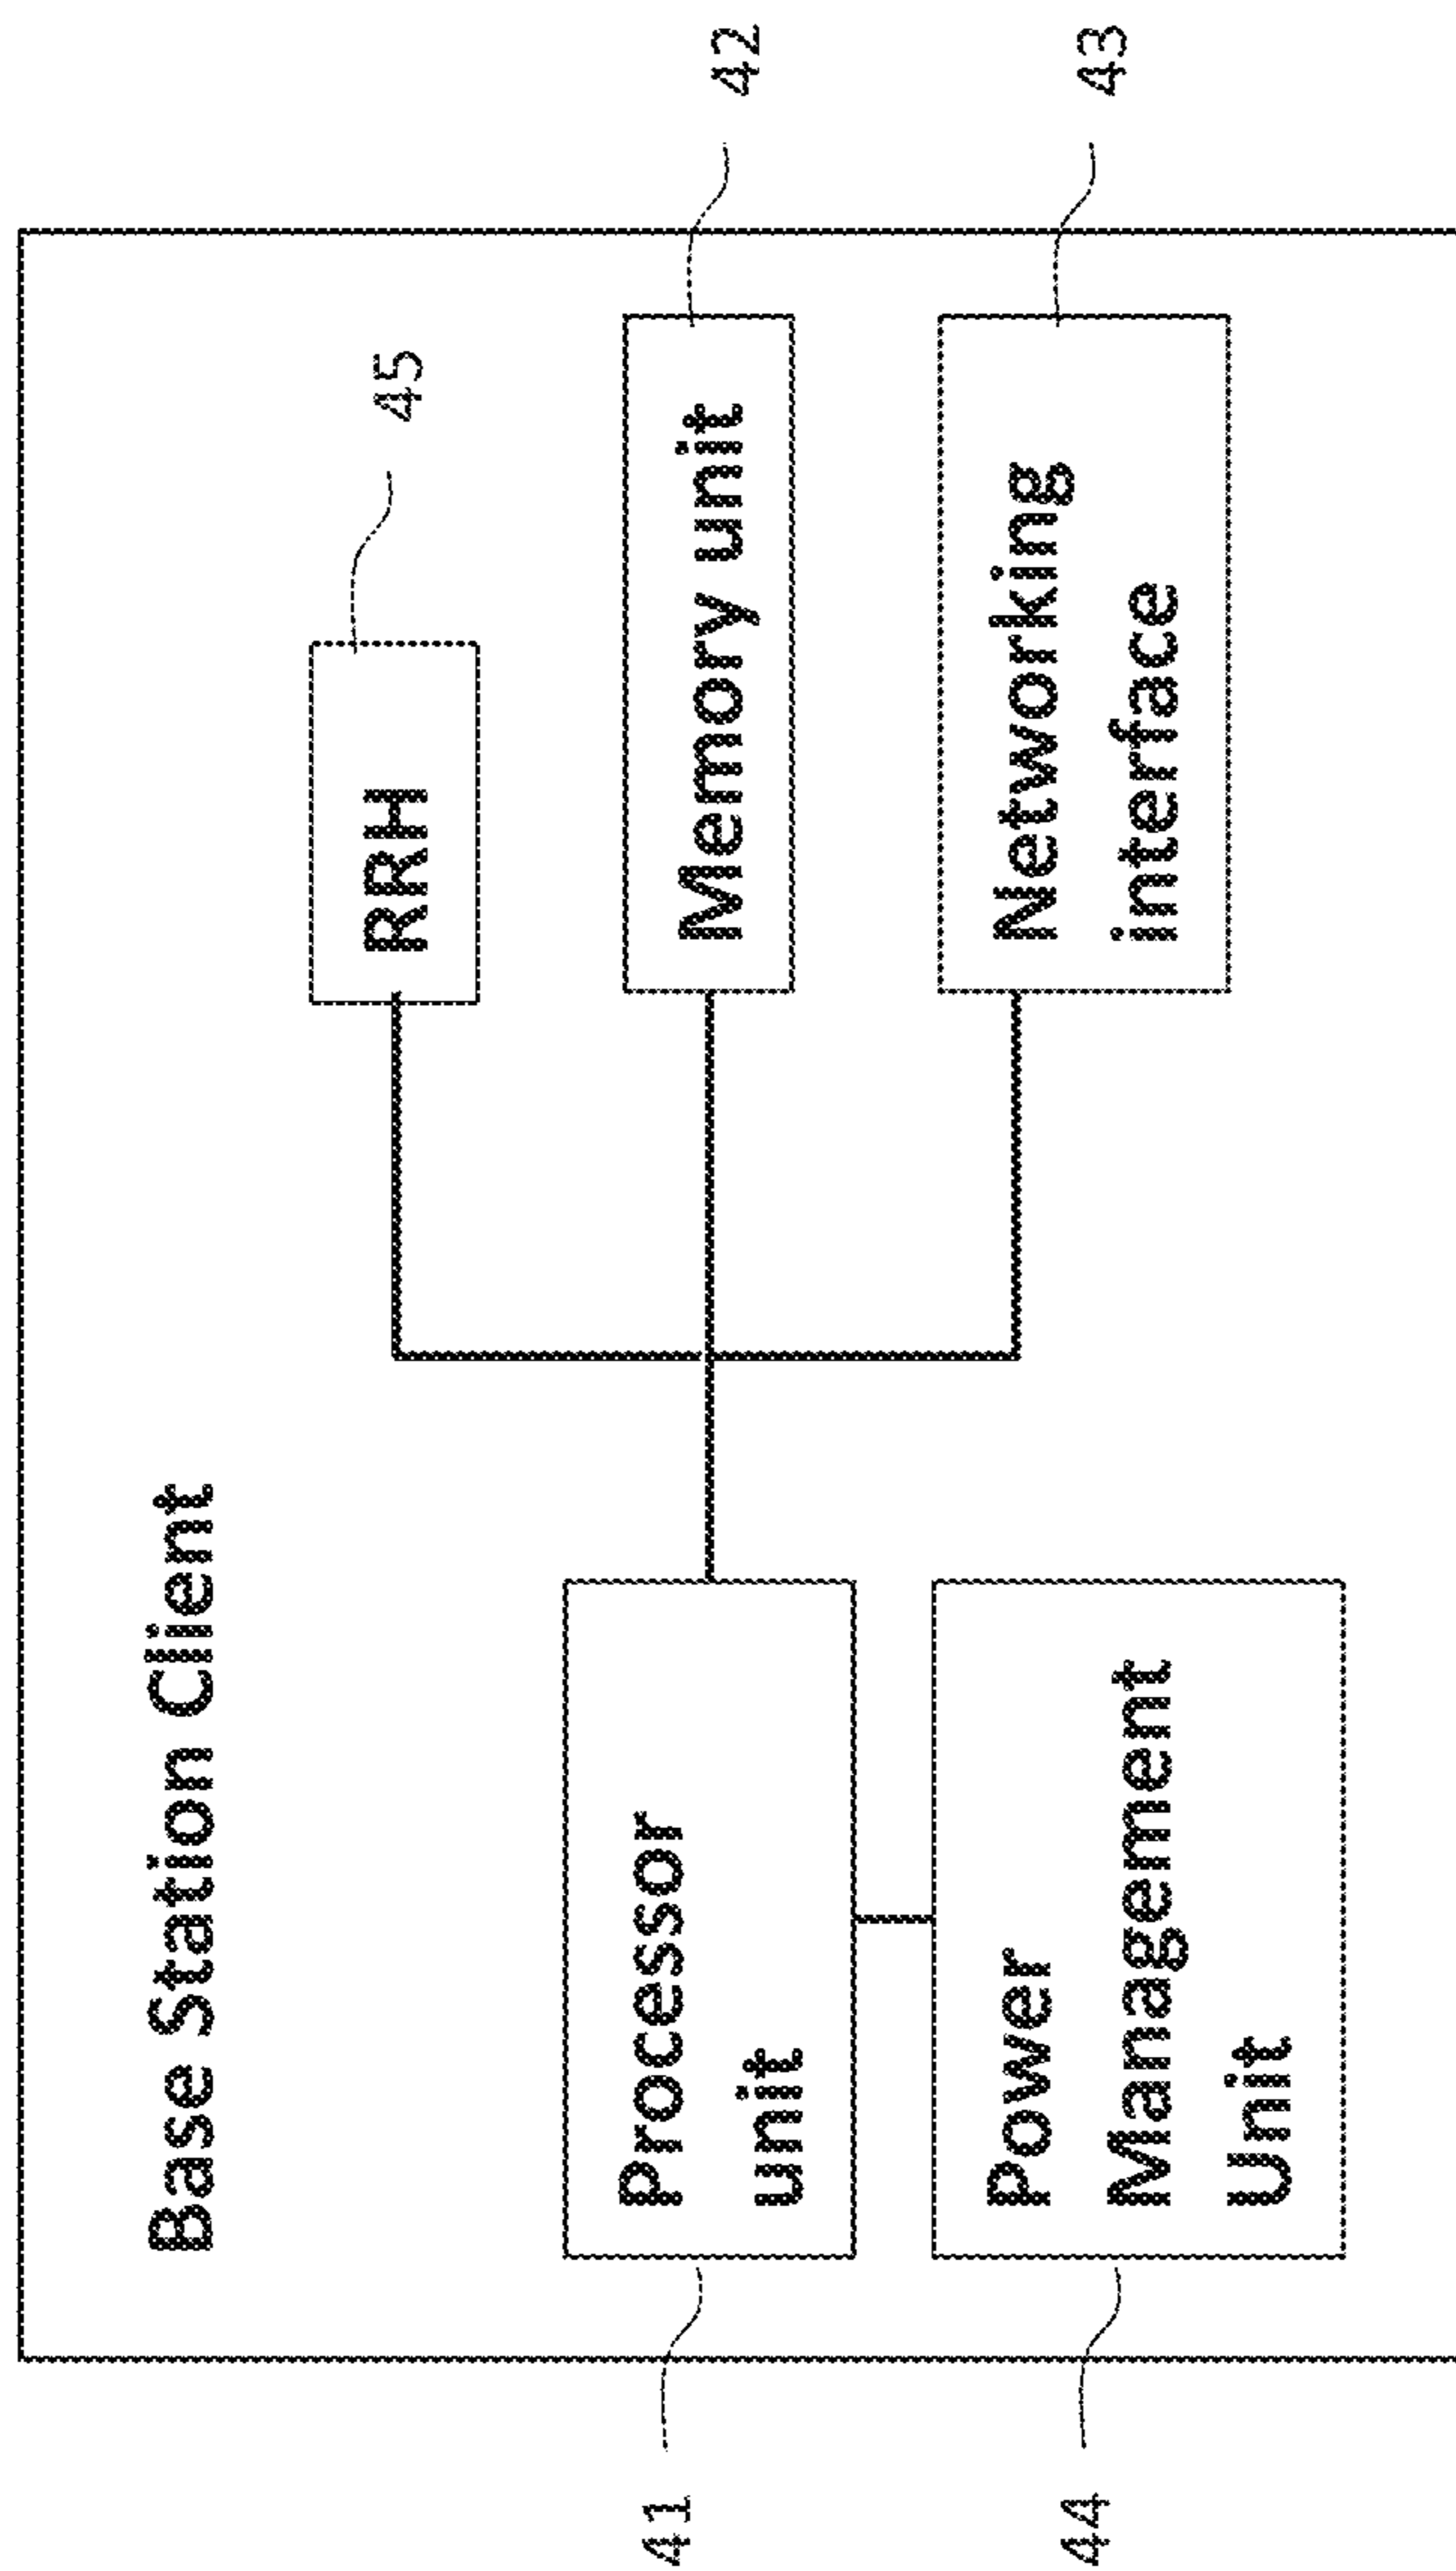 Base Station Client
RRH
45
Processor
unit
41
Memory unit
42
Power
Management
Unit
44
Networking
interface
43